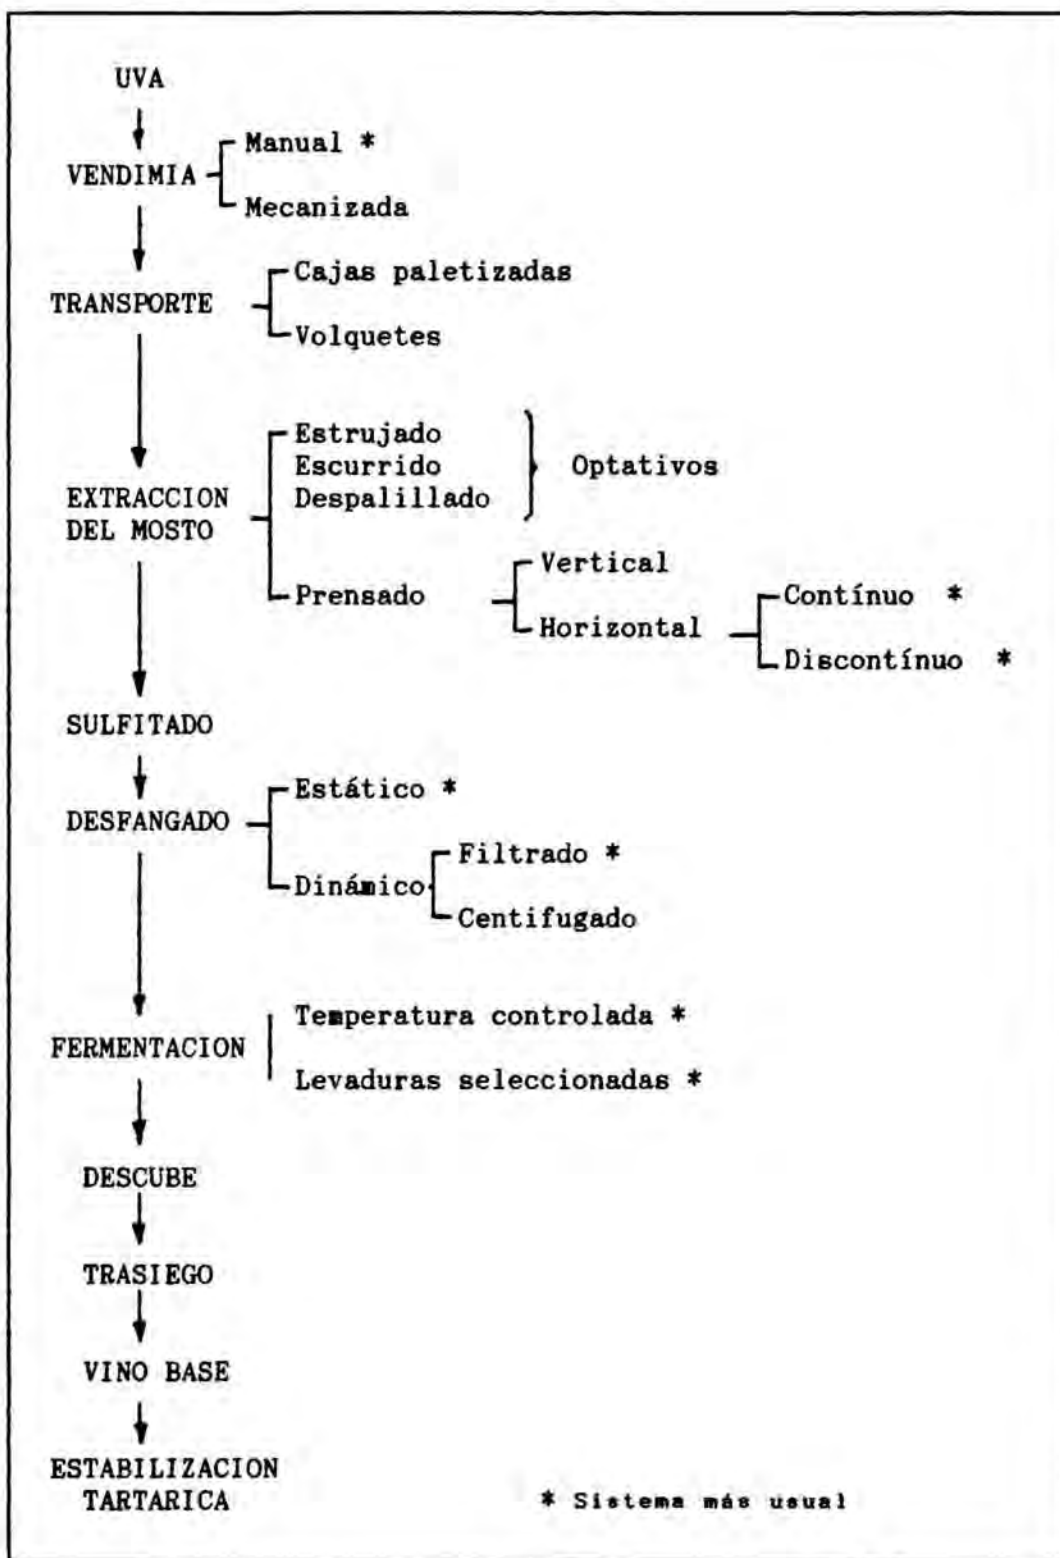 UVA
Manual *
VENDIMIA
Mecanizada
Cajas paletizadas
TRANSPORTE
Volquetes
Estrujado
Escurrido
Optativos
Despalillado
EXTRACCION
DEL MOSTO
Vertical
Prensado
Contínuo *
Horizontal
Discontínuo *
SULFITADO
Estático *
DESFANGADO
Filtrado *
Dinámico
Centifugado
Temperatura controlada *
FERMENTACION
Levaduras seleccionadas *
DESCUBE
TRASIEGO
VINO BASE
ESTABILIZACION
TARTARICA
* Sistema más usual